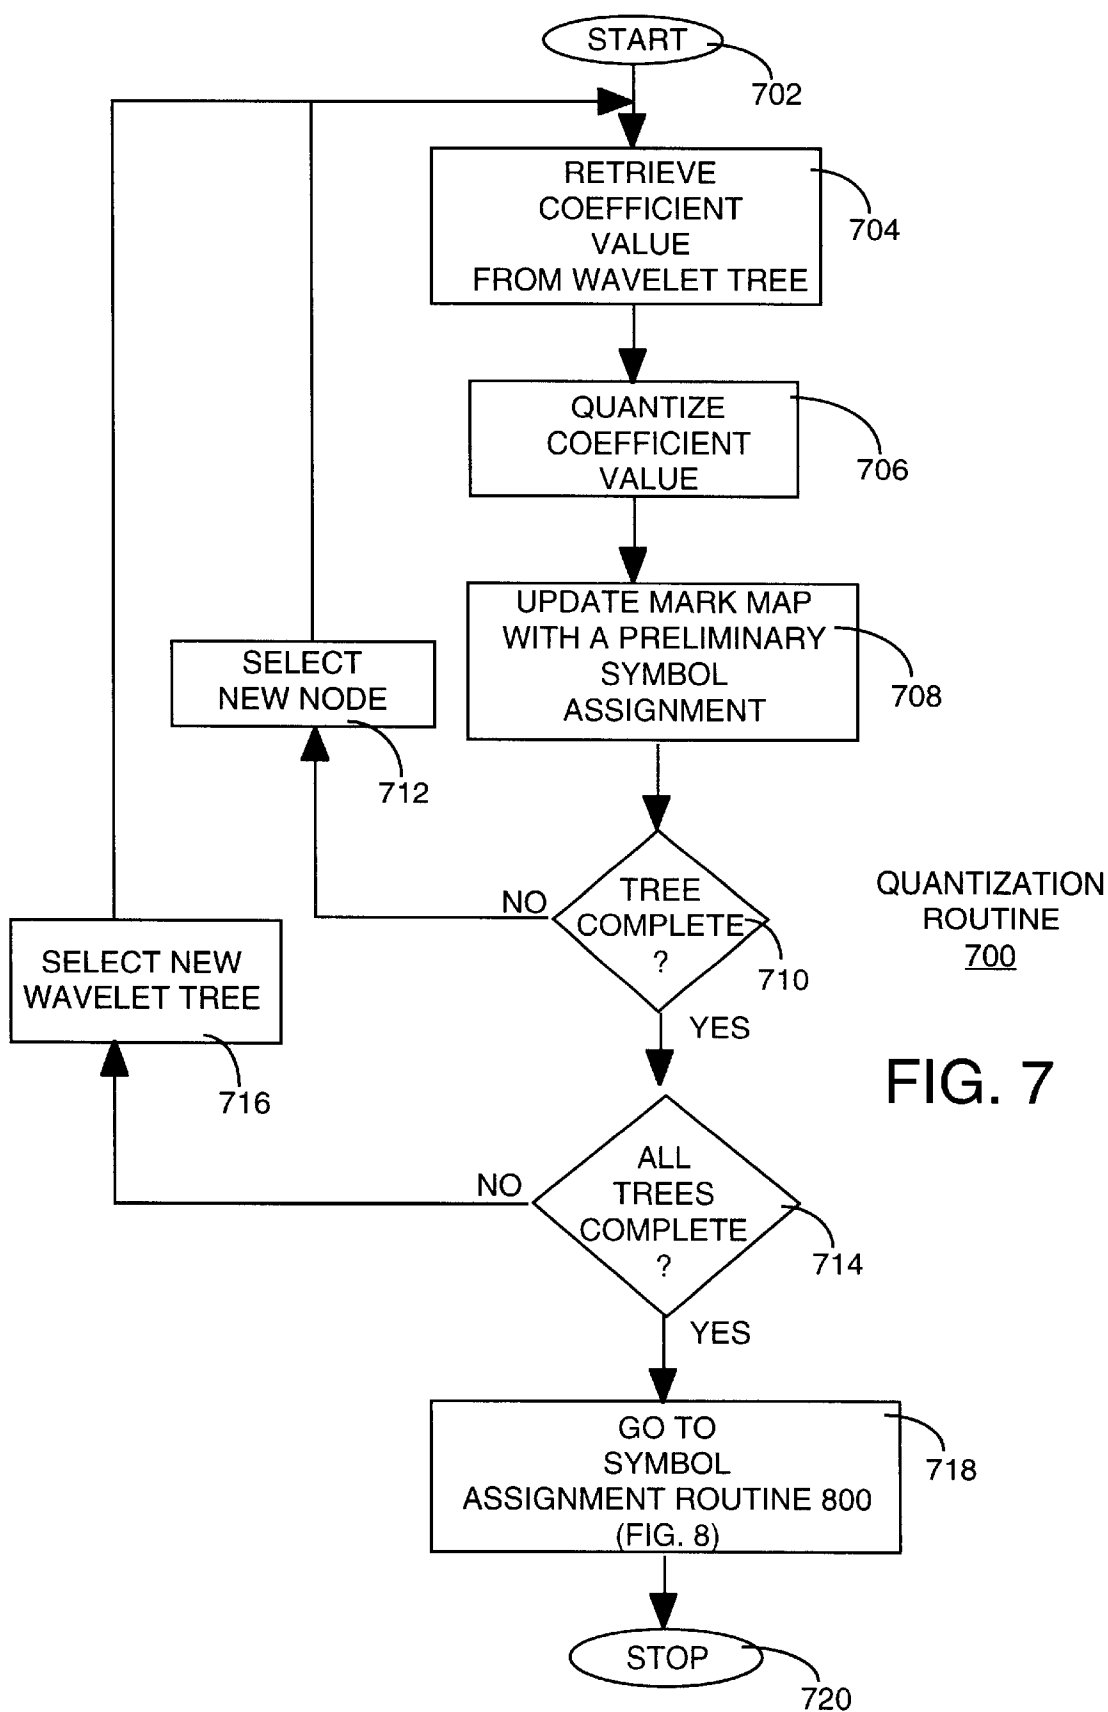 START
702
RETRIEVE
COEFFICIENT
VALUE
FROM WAVELET TREE
704
QUANTIZE
COEFFICIENT
VALUE
706
UPDATE MARK MAP
WITH A PRELIMINARY
SYMBOL
ASSIGNMENT
708
SELECT
NEW NODE
712
TREE
COMPLETE
?
710
NO
YES
QUANTIZATION
ROUTINE
700
SELECT NEW
WAVELET TREE
716
FIG. 7
ALL
TREES
COMPLETE
?
714
NO
YES
GO TO
SYMBOL
ASSIGNMENT ROUTINE 800
(FIG. 8)
718
STOP
720